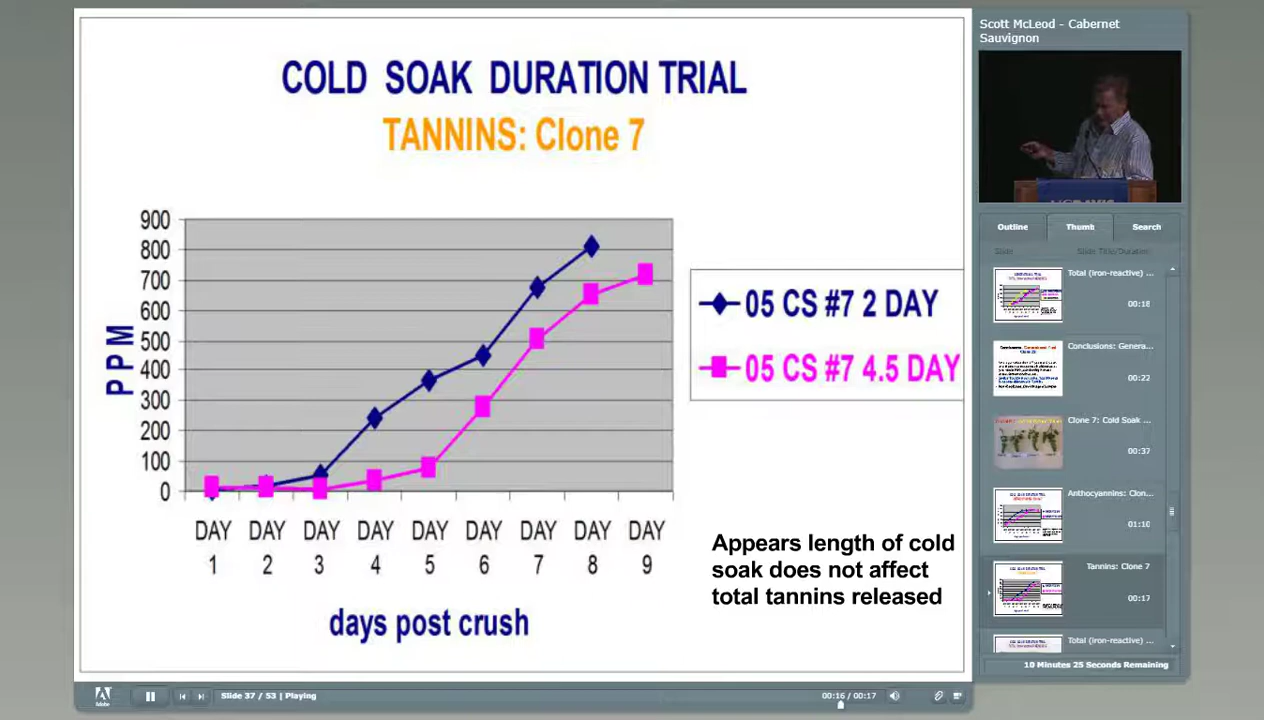 COLD SOAK DURATION TRIAL
TANNINS: Clone 7
900
800
700
600
500
400
300
200
100
0
PPM
DAY 1
DAY 2
DAY 3
DAY 4
DAY 5
DAY 6
DAY 7
DAY 8
DAY 9
days post crush
05 CS #7 2 DAY
05 CS #7 4.5 DAY
Appears length of cold
soak does not affect
total tannins released
Scott McLeod - Cabernet
Sauvignon
Outline
Thumb
Search
Slide
Slide Title/Duration
Total (iron-reactive) ...
00:18
Conclusions: Genera...
00:22
Clone 7: Cold Soak ...
00:37
Anthocyannins: Clon...
01:10
Tannins: Clone 7
00:17
Total (iron-reactive) ...
10 Minutes 25 Seconds Remaining
Adobe
Slide 37 / 53 | Playing
00:16 / 00:17